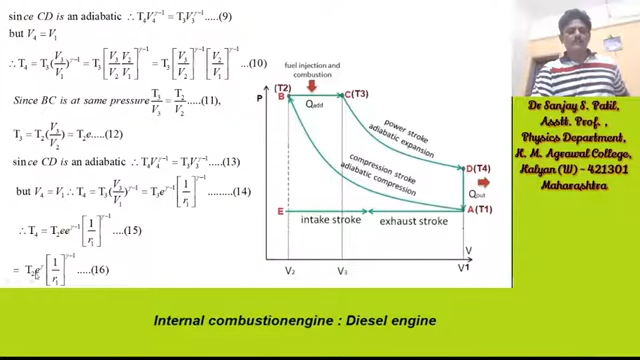 since CD is an adiabatic ∴ T₄V₄^γ−1 = T₃V₃^γ−1 .....(9)
but V₄ = V₁
∴ T₄ = T₃(V₃/V₁)^γ−1 = T₃[V₃/V₂ V₂/V₁]^γ−1 = T₃[V₃/V₂]^γ−1 [V₂/V₁]^γ−1 ...(10)
Since BC is at same pressure T₃/V₃ = T₂/V₂ .....(11),
T₃ = T₂(V₃/V₂) = T₂e .....(12)
since CD is an adiabatic ∴ T₄V₄^γ−1 = T₃V₃^γ−1 .....(13)
but V₄ = V₁ ∴ T₄ = T₃(V₃/V₁)^γ−1 = T₃e^γ−1 [1/r₁]^γ−1 ........(14)
∴ T₄ = T₂ee^γ−1 [1/r₁]^γ−1 .....(15)
= T₂e^γ [1/r₁]^γ−1 .....(16)
fuel injection and
combustion
(T2)
P
B
C(T3)
Qadd
power stroke
adiabatic expansion
compression stroke
adiabatic compression
D(T4)
Qout
E
A (T1)
intake stroke
exhaust stroke
V
V₂
V₃
V1
Dr Sanjay S. Patil,
Asstt. Prof. ,
Physics Department,
K. M. Agrawal College,
Kalyan (W) - 421301
Maharashtra
Internal combustionengine : Diesel engine